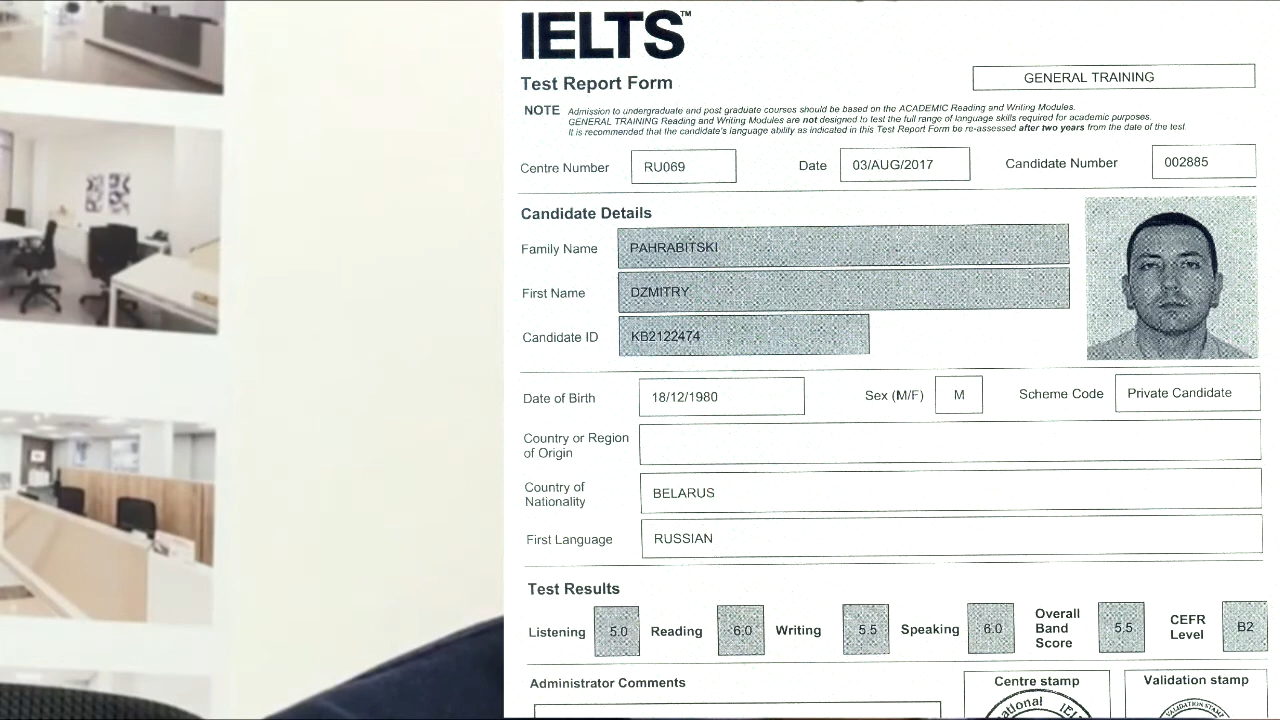 IELTS™
Test Report Form
GENERAL TRAINING
NOTE Admission to undergraduate and post graduate courses should be based on the ACADEMIC Reading and Writing Modules.
GENERAL TRAINING Reading and Writing Modules are not designed to test the full range of language skills required for academic purposes.
It is recommended that the candidate's language ability as indicated in this Test Report Form be re-assessed after two years from the date of the test
Centre Number RU069 Date 03/AUG/2017 Candidate Number 002885
Candidate Details
Family Name PAHRABITSKI
First Name DZMITRY
Candidate ID KB2122474
Date of Birth 18/12/1980 Sex (M/F) M Scheme Code Private Candidate
Country or Region
of Origin
Country of
Nationality
BELARUS
First Language RUSSIAN
Test Results
Listening 5.0 Reading 6.0 Writing 5.5 Speaking 6.0 Overall Band Score 5.5 CEFR Level B2
Administrator Comments
Centre stamp
Validation stamp
IELTS
VALIDATION STAMP